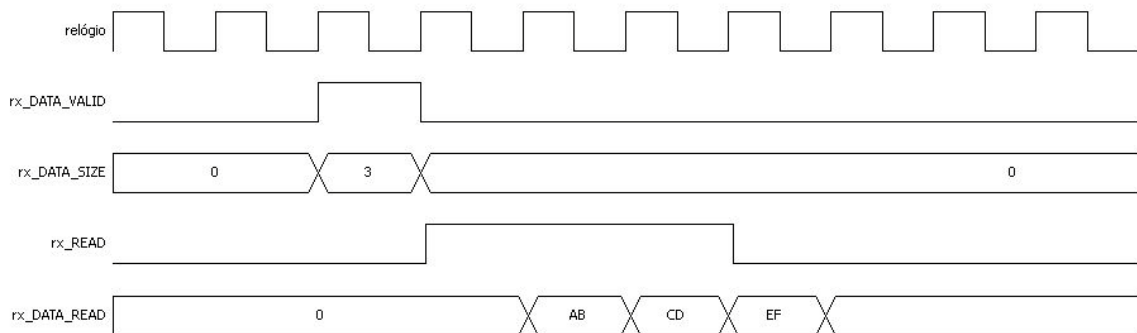 relógio
rx_DATA_VALID
rx_DATA_SIZE 0 3 0
rx_READ
rx_DATA_READ 0 AB CD EF